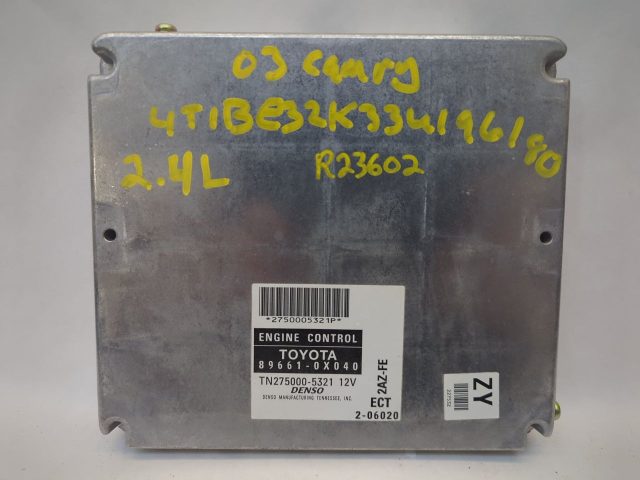 03 Camry
4T1BE32K33U196180
2.4L
R23602
*2750005321P*
ENGINE CONTROL
TOYOTA
89661-0X040
TN275000-5321 12V
DENSO
DENSO MANUFACTURING TENNESSEE, INC.
2AZ-FE
ECT
2-06020
ZY